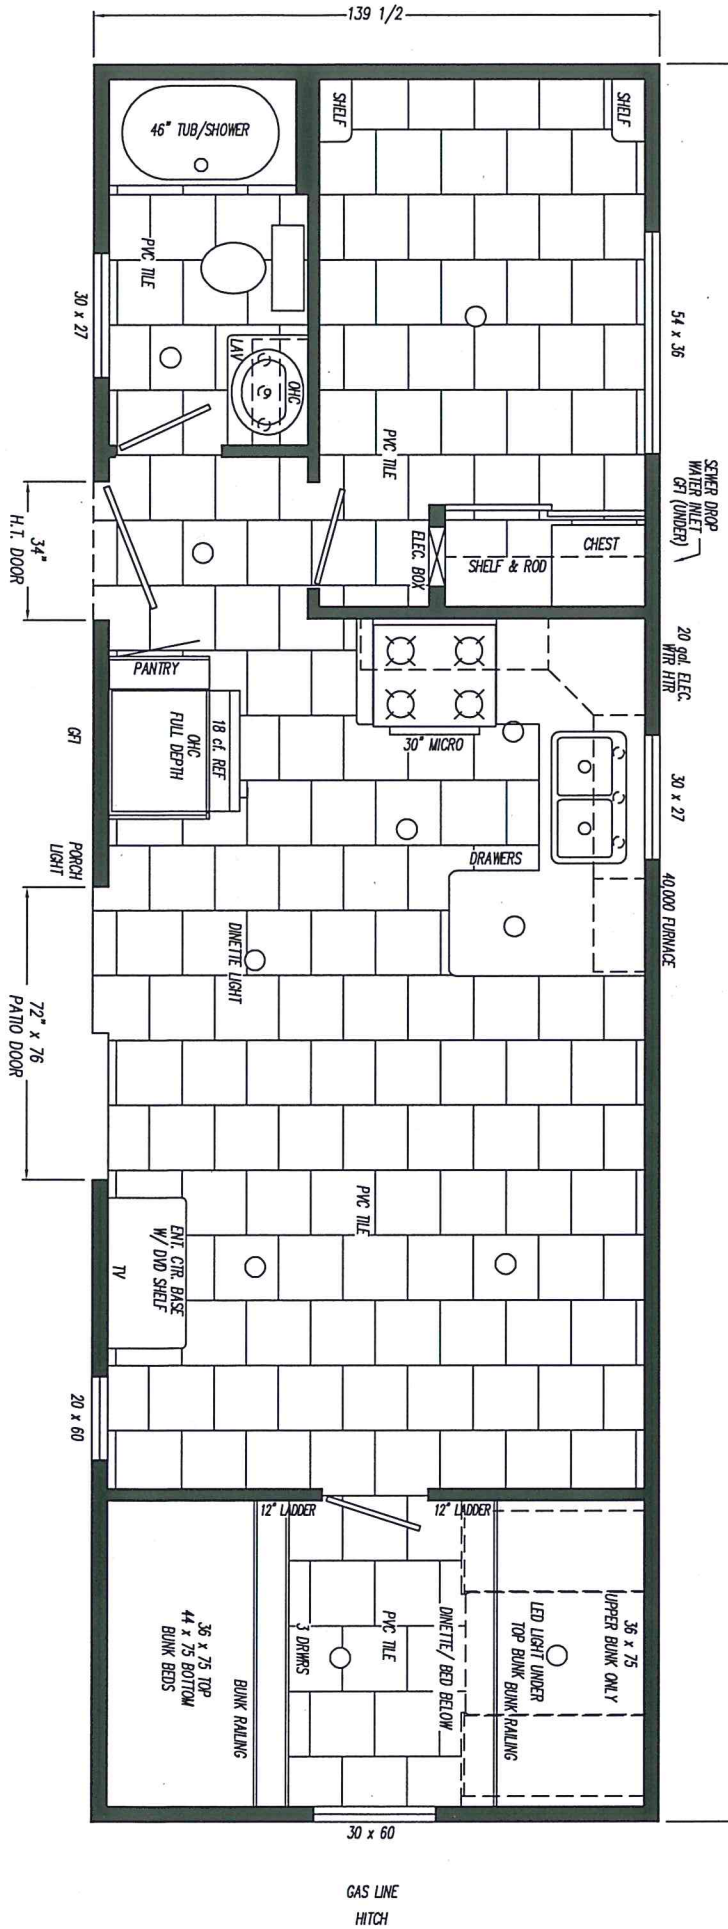 139 1/2
SHELF
SHELF
46" TUB/SHOWER
PVC TILE
30 x 27
54 x 36
LAV
OHC
PVC TILE
SEWER DROP
WATER INLET
GFI (UNDER)
34"
H.T. DOOR
ELEC. BOX
CHEST
SHELF & ROD
20 gal. ELEC.
WTR HTR
PANTRY
18 cf. REF
OHC
FULL DEPTH
GFI
30" MICRO
30 x 27
DRAWERS
PORCH
LIGHT
40,000 FURNACE
DINETTE LIGHT
72" x 76
PATIO DOOR
PVC TILE
ENT. CTR. BASE
W/ DVD SHELF
TV
20 x 60
12" LADDER
12" LADDER
36 x 75 TOP
44 x 75 BOTTOM
BUNK BEDS
BUNK RAILING
3 DRWRS
PVC TILE
DINETTE/ BED BELOW
36 x 75
UPPER BUNK ONLY
LED LIGHT UNDER
TOP BUNK BUNK RAILING
30 x 60
GAS LINE
HITCH